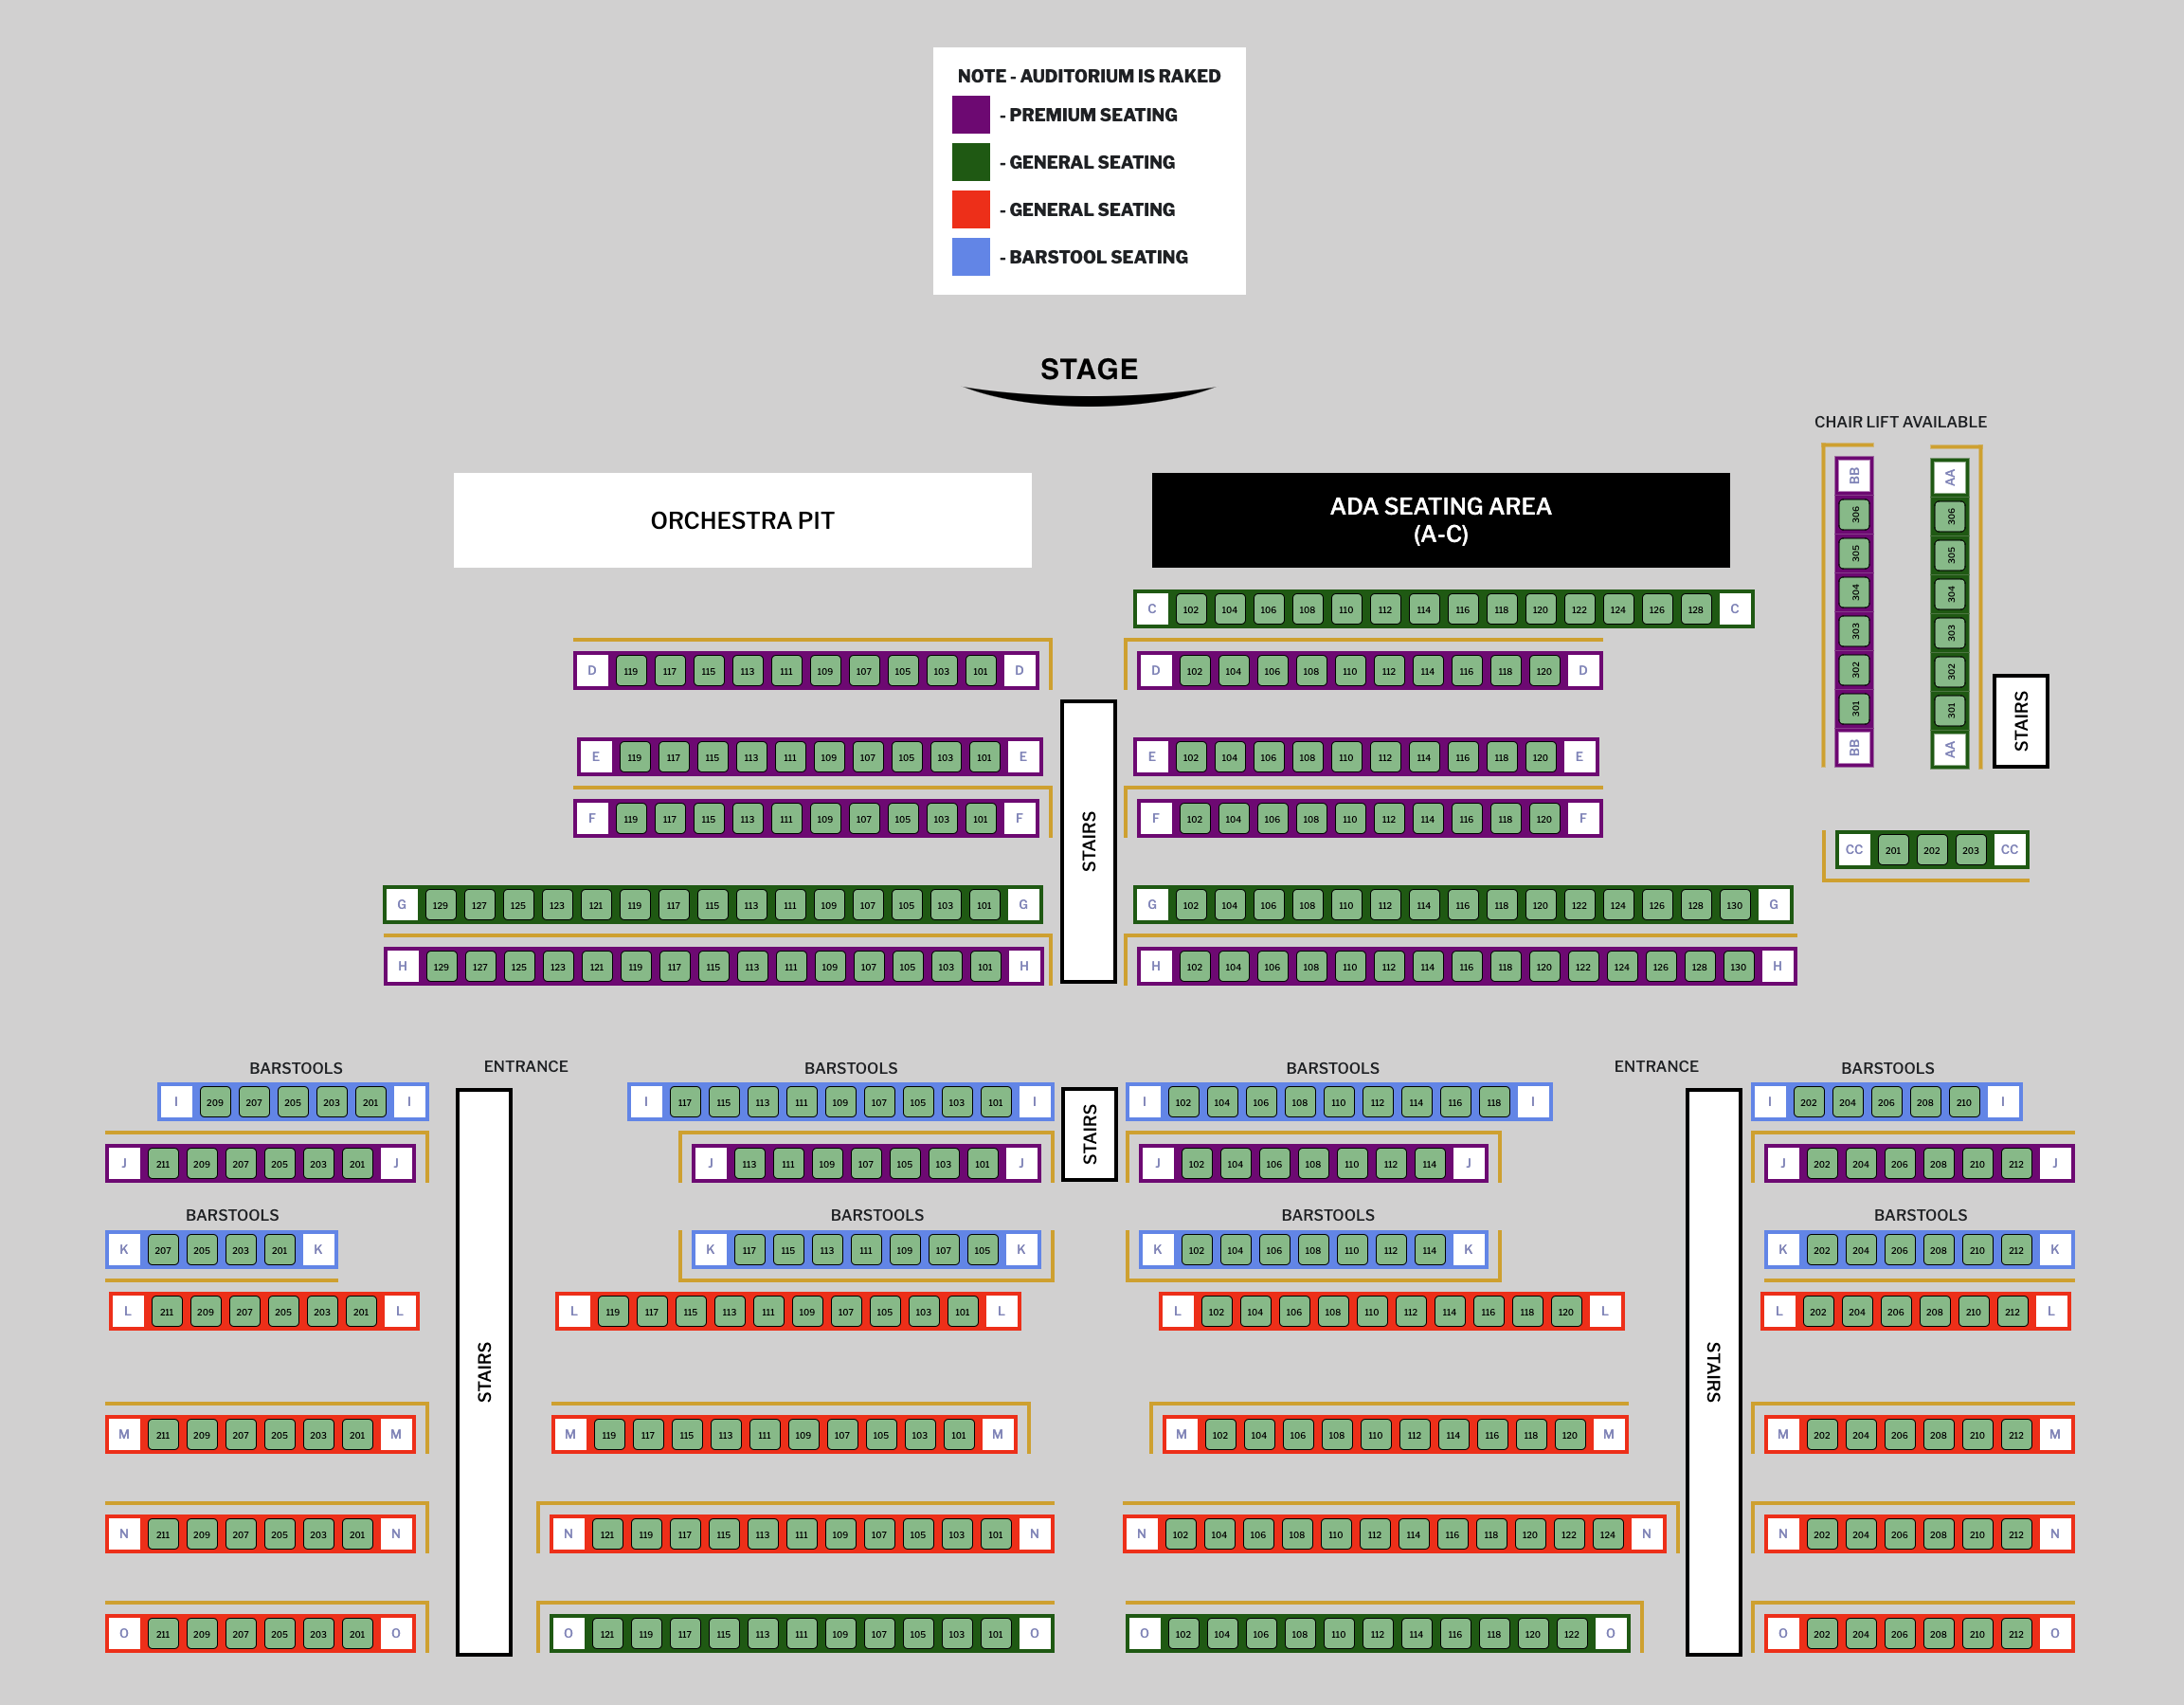 NOTE - AUDITORIUM IS RAKED
- PREMIUM SEATING
- GENERAL SEATING
- GENERAL SEATING
- BARSTOOL SEATING
STAGE
CHAIR LIFT AVAILABLE
ORCHESTRA PIT
ADA SEATING AREA
(A-C)
BB 306 305 304 303 302 301 BB
AA 306 305 304 303 302 301 AA
STAIRS
C 102 104 106 108 110 112 114 116 118 120 122 124 126 128 C
D 119 117 115 113 111 109 107 105 103 101 D
D 102 104 106 108 110 112 114 116 118 120 D
E 119 117 115 113 111 109 107 105 103 101 E
E 102 104 106 108 110 112 114 116 118 120 E
F 119 117 115 113 111 109 107 105 103 101 F
STAIRS
F 102 104 106 108 110 112 114 116 118 120 F
CC 201 202 203 CC
G 129 127 125 123 121 119 117 115 113 111 109 107 105 103 101 G
G 102 104 106 108 110 112 114 116 118 120 122 124 126 128 130 G
H 129 127 125 123 121 119 117 115 113 111 109 107 105 103 101 H
H 102 104 106 108 110 112 114 116 118 120 122 124 126 128 130 H
BARSTOOLS
ENTRANCE
BARSTOOLS
BARSTOOLS
ENTRANCE
BARSTOOLS
I 209 207 205 203 201 I
I 117 115 113 111 109 107 105 103 101 I
STAIRS
I 102 104 106 108 110 112 114 116 118 I
I 202 204 206 208 210 I
J 211 209 207 205 203 201 J
J 113 111 109 107 105 103 101 J
J 102 104 106 108 110 112 114 J
J 202 204 206 208 210 212 J
BARSTOOLS
BARSTOOLS
BARSTOOLS
BARSTOOLS
K 207 205 203 201 K
K 117 115 113 111 109 107 105 K
K 102 104 106 108 110 112 114 K
K 202 204 206 208 210 212 K
L 211 209 207 205 203 201 L
L 119 117 115 113 111 109 107 105 103 101 L
L 102 104 106 108 110 112 114 116 118 120 L
L 202 204 206 208 210 212 L
STAIRS
STAIRS
M 211 209 207 205 203 201 M
M 119 117 115 113 111 109 107 105 103 101 M
M 102 104 106 108 110 112 114 116 118 120 M
M 202 204 206 208 210 212 M
N 211 209 207 205 203 201 N
N 121 119 117 115 113 111 109 107 105 103 101 N
N 102 104 106 108 110 112 114 116 118 120 122 124 N
N 202 204 206 208 210 212 N
O 211 209 207 205 203 201 O
O 121 119 117 115 113 111 109 107 105 103 101 O
O 102 104 106 108 110 112 114 116 118 120 122 O
O 202 204 206 208 210 212 O